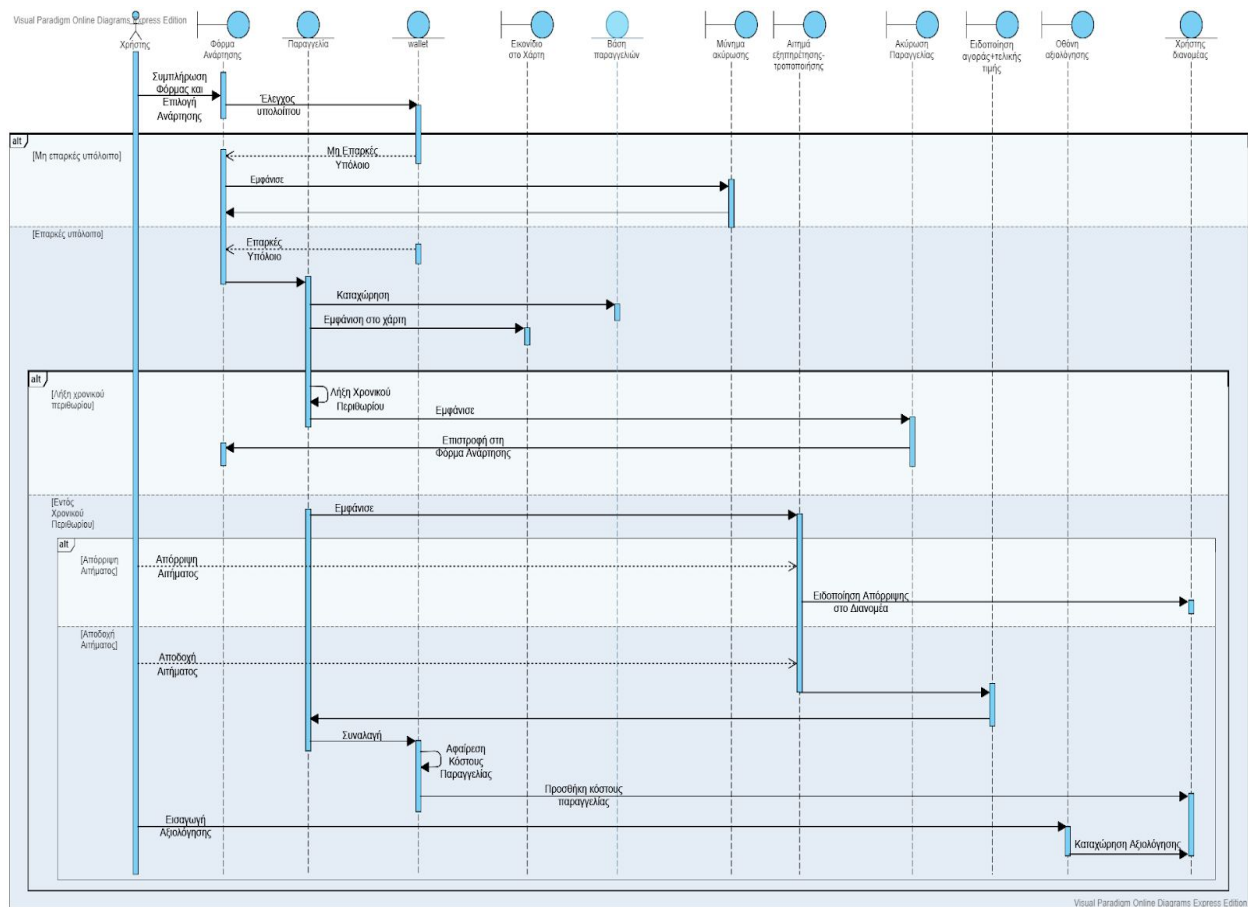 Visual Paradigm Online Diagrams Express Edition
Χρήστης
Φόρμα
Ανάρτησης
Παραγγελία
wallet
Εικονίδιο
στο Χάρτη
Βάση
παραγγελιών
Μύνημα
ακύρωσης
Αιτημά
εξηπηρέτησης-
τροποποιήσης
Ακύρωση
Παραγγελίας
Ειδοποίηση
αγοράς+τελικής
τιμής
Οθόνη
αξιολόγησης
Χρήστης
διανομέας
Συμπλήρωση
Φόρμας και
Επιλογή
Ανάρτησης
Έλεγχος
υπολοίπου
alt
[Μη επαρκές υπόλοιπο]
Μη Επαρκές
Υπόλοιο
Εμφάνισε
[Επαρκές υπόλοιπο]
Επαρκές
Υπόλοιο
Καταχώρηση
Εμφάνιση στο χάρτη
alt
[Λήξη χρονικού
περιθωρίου]
Λήξη Χρονικού
Περιθωρίου
Εμφάνισε
Επιστροφή στη
Φόρμα Ανάρτησης
[Εντός
Χρονικού
Περιθωρίου]
Εμφάνισε
alt
[Απόρριψη
Αιτήματος]
Απόρριψη
Αιτήματος
Ειδοποίηση Απόρριψης
στο Διανομέα
[Αποδοχή
Αιτήματος]
Αποδοχή
Αιτήματος
Συναλαγή
Αφαίρεση
Κόστους
Παραγγελίας
Προσθήκη κόστους
παραγγελίας
Εισαγωγή
Αξιολόγησης
Καταχώρηση Αξιολόγησης
Visual Paradigm Online Diagrams Express Edition